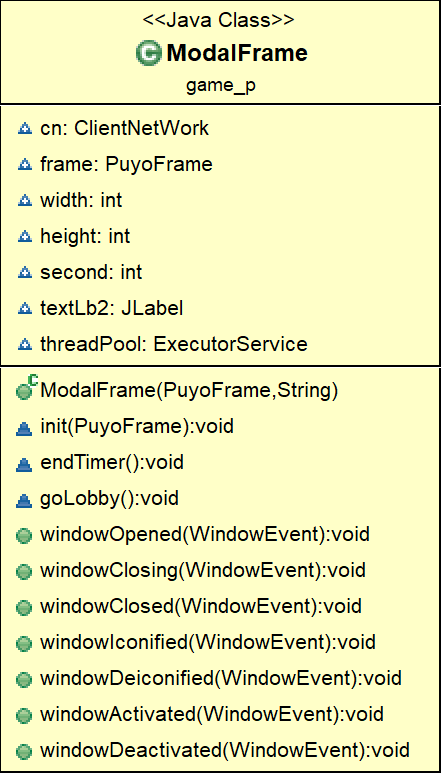 <<Java Class>>
C ModalFrame
game_p
cn: ClientNetWork
frame: PuyoFrame
width: int
height: int
second: int
textLb2: JLabel
threadPool: ExecutorService
C ModalFrame(PuyoFrame,String)
init(PuyoFrame):void
endTimer():void
goLobby():void
windowOpened(WindowEvent):void
windowClosing(WindowEvent):void
windowClosed(WindowEvent):void
windowIconified(WindowEvent):void
windowDeiconified(WindowEvent):void
windowActivated(WindowEvent):void
windowDeactivated(WindowEvent):void